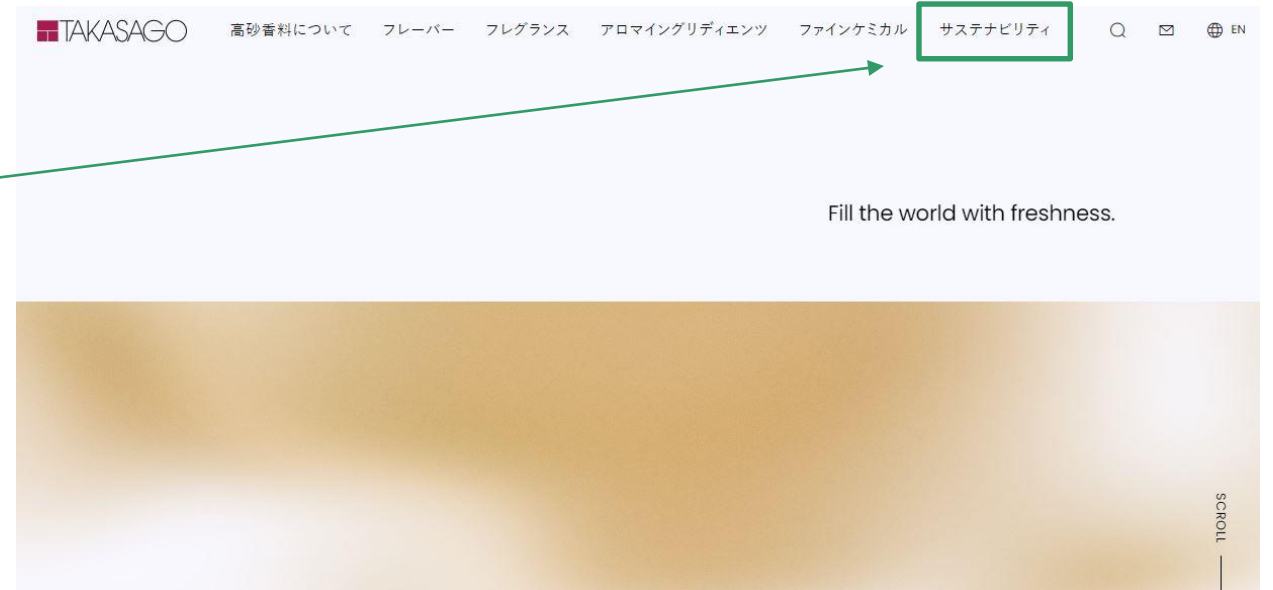 TAKASAGO 高砂香料について フレーバー フレグランス アロマイングリディエンツ ファインケミカル サステナビリティ EN
Fill the world with freshness.
SCROLL